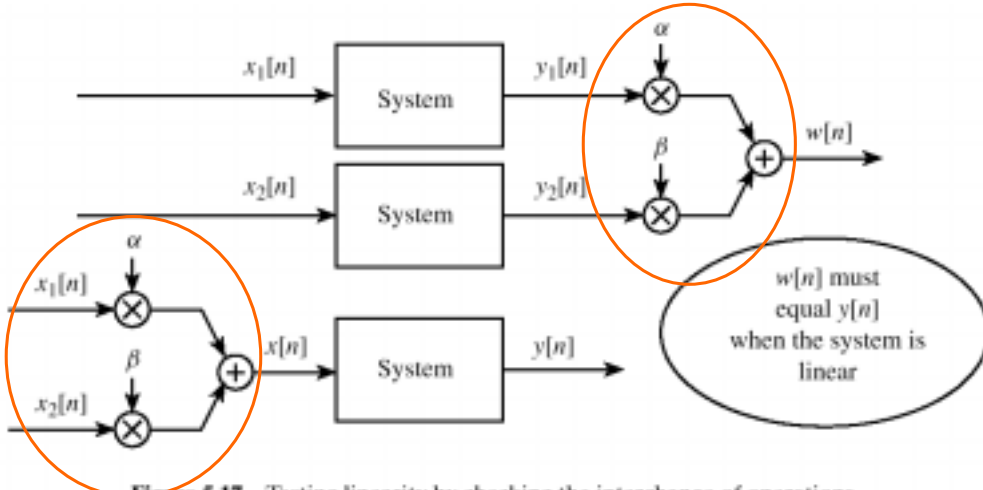 α
x₁[n]
System
y₁[n]
w[n]
β
x₂[n]
System
y₂[n]
α
x₁[n]
w[n] must
equal y[n]
when the system is
linear
x[n]
System
y[n]
β
x₂[n]
Testing linearity by checking the interchange of operations